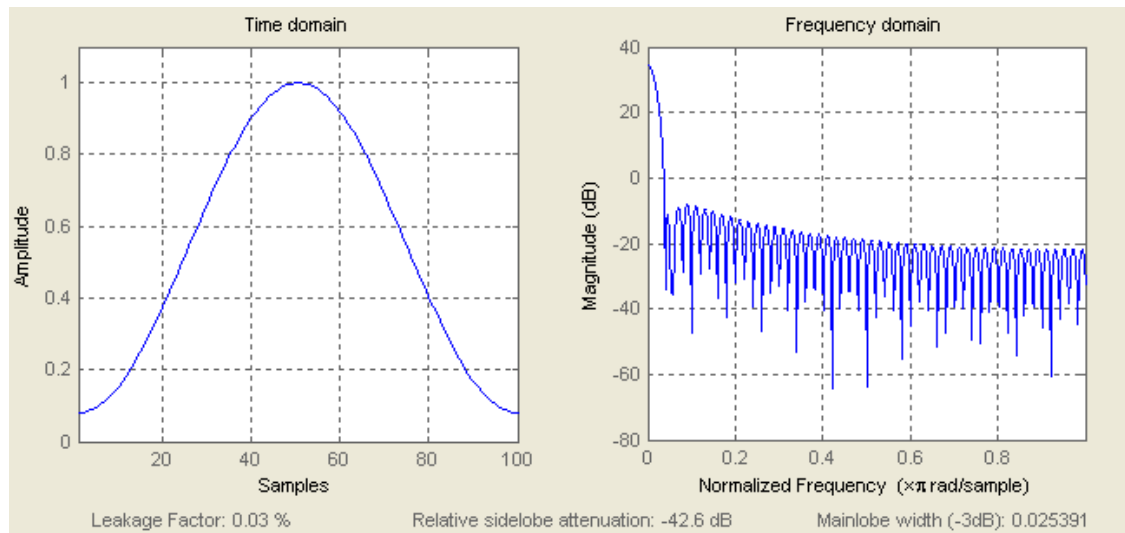 Time domain
Amplitude
1
0.8
0.6
0.4
0.2
0
20 40 60 80 100
Samples
Frequency domain
Magnitude (dB)
40
20
0
-20
-40
-60
-80
0 0.2 0.4 0.6 0.8
Normalized Frequency (×π rad/sample)
Leakage Factor: 0.03 %
Relative sidelobe attenuation: -42.6 dB
Mainlobe width (-3dB): 0.025391